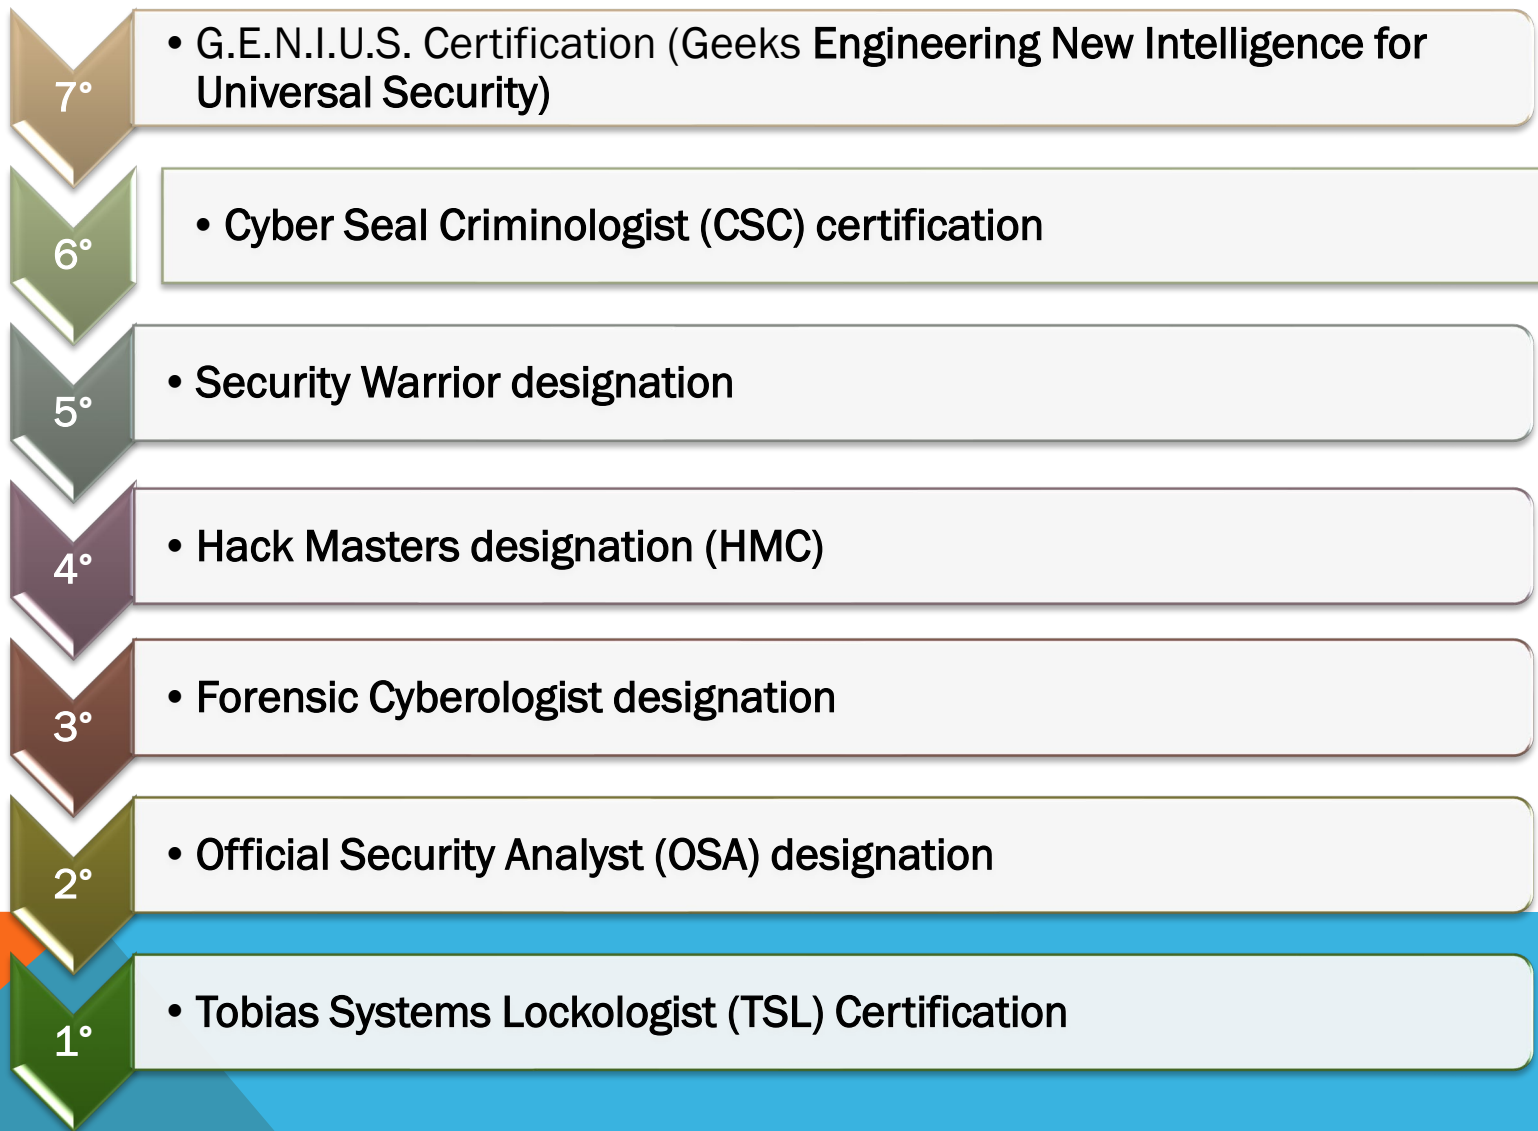 7°
• G.E.N.I.U.S. Certification (Geeks Engineering New Intelligence for
Universal Security)
6°
• Cyber Seal Criminologist (CSC) certification
5°
• Security Warrior designation
4°
• Hack Masters designation (HMC)
3°
• Forensic Cyberologist designation
2°
• Official Security Analyst (OSA) designation
1°
• Tobias Systems Lockologist (TSL) Certification